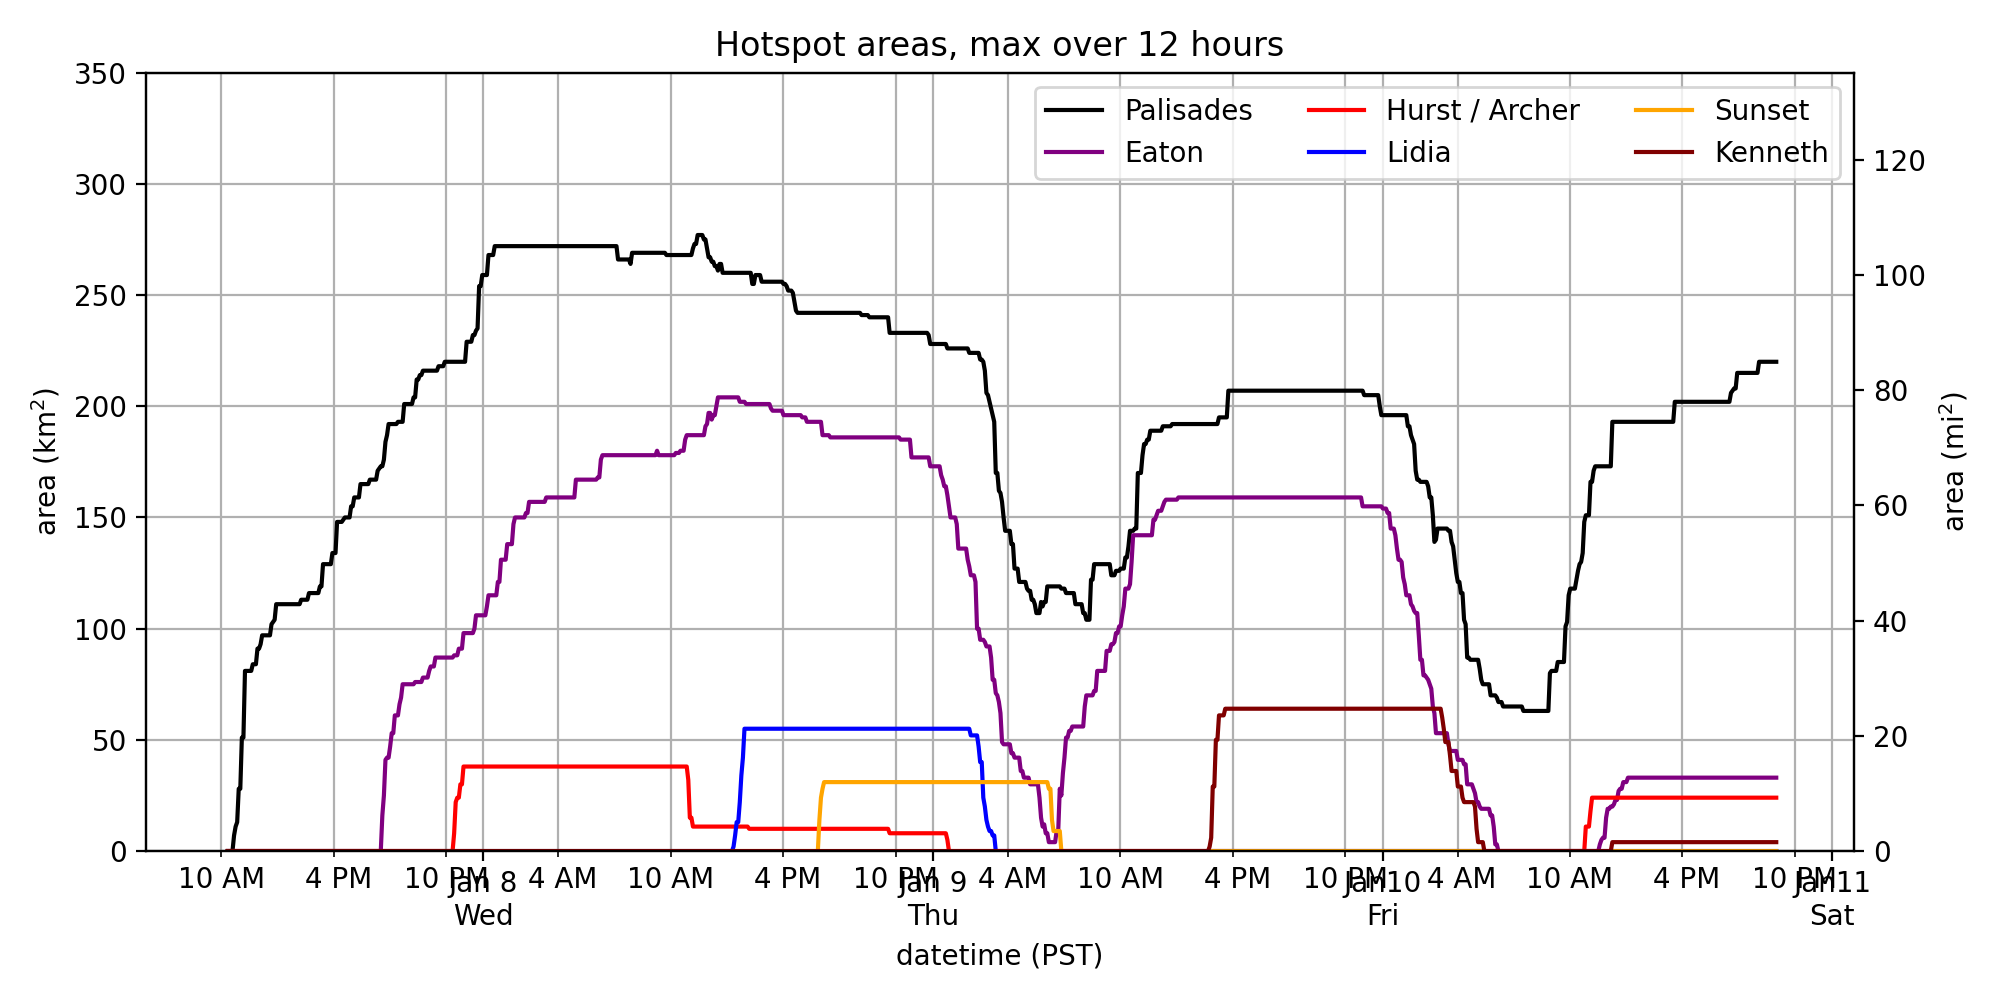 Hotspot areas, max over 12 hours
Palisades
Eaton
Hurst / Archer
Lidia
Sunset
Kenneth
area (km²)
350
300
250
200
150
100
50
0
area (mi²)
120
100
80
60
40
20
0
10 AM 4 PM 10 PM 4 AM 10 AM 4 PM 10 PM 4 AM 10 AM 4 PM 10 PM 4 AM 10 AM 4 PM 10 PM
Jan 8 Jan 9 Jan 10 Jan 11
Wed Thu Fri Sat
datetime (PST)